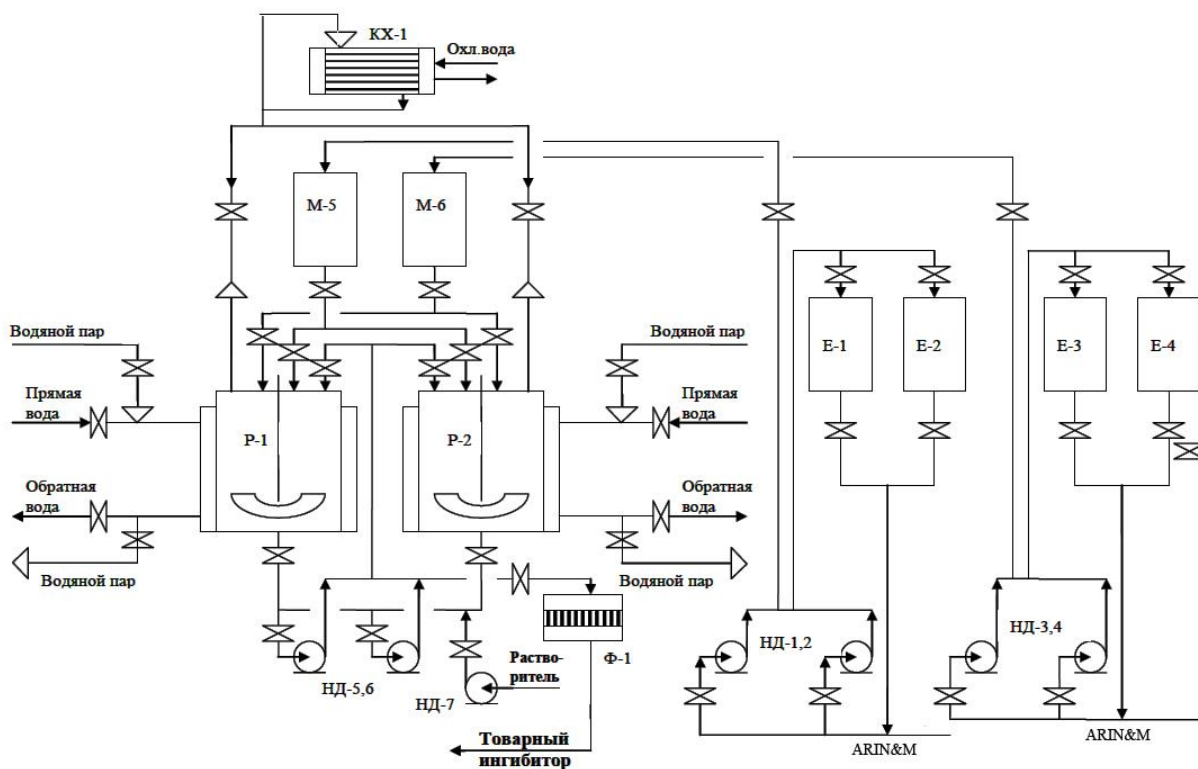 КХ-1
Охл.вода
М-5
М-6
Водяной пар
Водяной пар
Е-1
Е-2
Е-3
Е-4
Прямая
вода
Прямая
вода
Р-1
Р-2
Обратная
вода
Обратная
вода
Водяной пар
Водяной пар
НД-1,2
НД-3,4
Ф-1
Раство-
ритель
НД-5,6
НД-7
Товарный
ингибитор
ARIN&M
ARIN&M